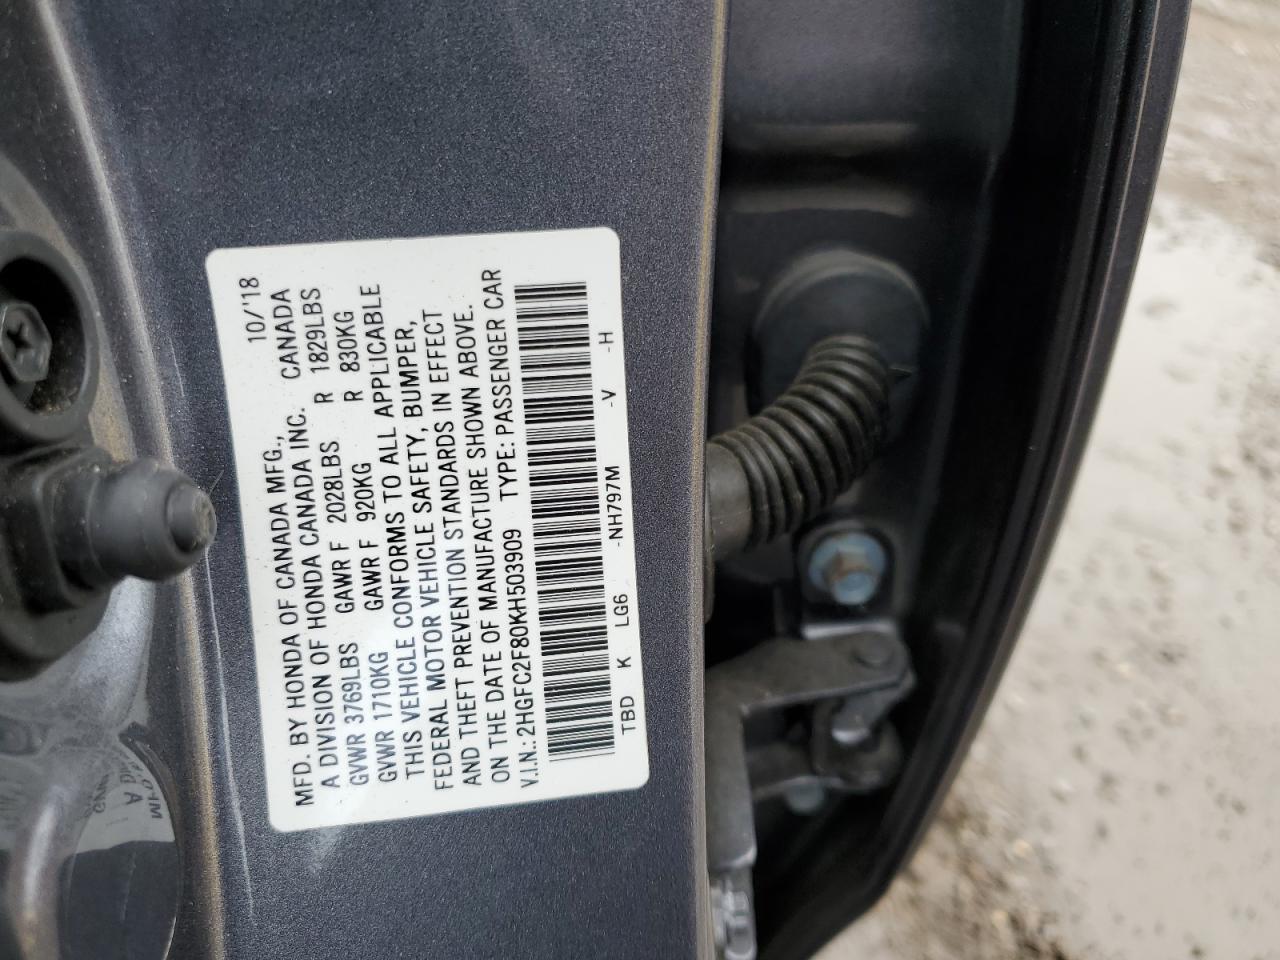 MFD. BY HONDA OF CANADA MFG., 10/'18
A DIVISION OF HONDA CANADA INC. CANADA
GVWR 3769LBS GAWR F 2028LBS R 1829LBS
GVWR 1710KG GAWR F 920KG R 830KG
THIS VEHICLE CONFORMS TO ALL APPLICABLE
FEDERAL MOTOR VEHICLE SAFETY, BUMPER,
AND THEFT PREVENTION STANDARDS IN EFFECT
ON THE DATE OF MANUFACTURE SHOWN ABOVE.
V.I.N.: 2HGFC2F80KH503909 TYPE: PASSENGER CAR
TBD K LG6 -NH797M -V -H